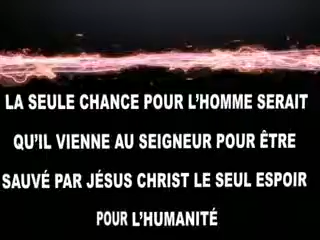 LA SEULE CHANCE POUR L'HOMME SERAIT
QU'IL VIENNE AU SEIGNEUR POUR ÊTRE
SAUVÉ PAR JÉSUS CHRIST LE SEUL ESPOIR
POUR L'HUMANITÉ